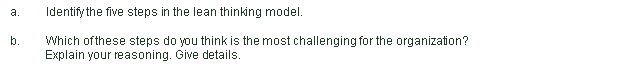 a. Identify the five steps in the lean thinking model.
b. Which of these steps do you think is the most challenging for the organization?
Explain your reasoning. Give details.